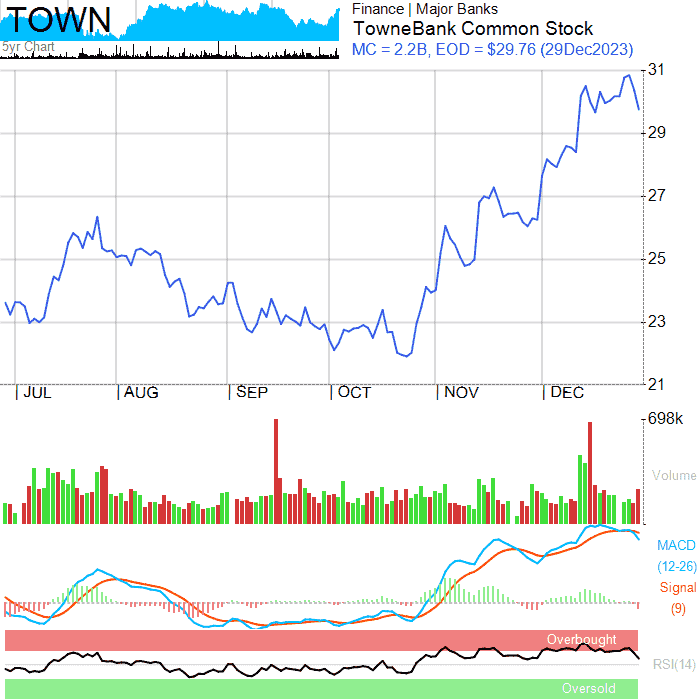 TOWN
5yr Chart
Finance | Major Banks
TowneBank Common Stock
MC = 2.2B, EOD = $29.76 (29Dec2023)
31
29
27
25
23
21
JUL
AUG
SEP
OCT
NOV
DEC
698k
Volume
MACD
(12-26)
Signal
(9)
Overbought
RSI(14)
Oversold